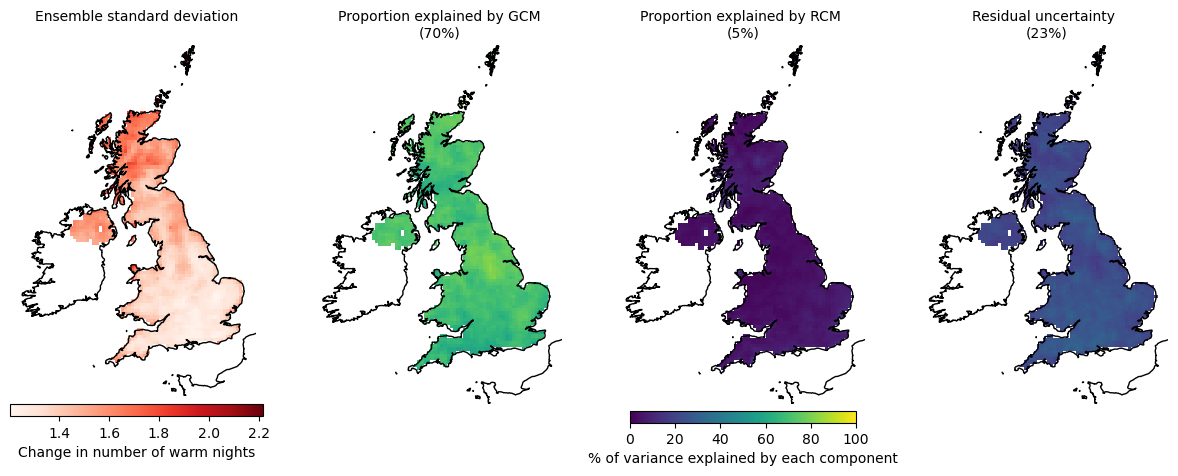 Ensemble standard deviation
Proportion explained by GCM
(70%)
Proportion explained by RCM
(5%)
Residual uncertainty
(23%)
1.4 1.6 1.8 2.0 2.2
Change in number of warm nights
0 20 40 60 80 100
% of variance explained by each component